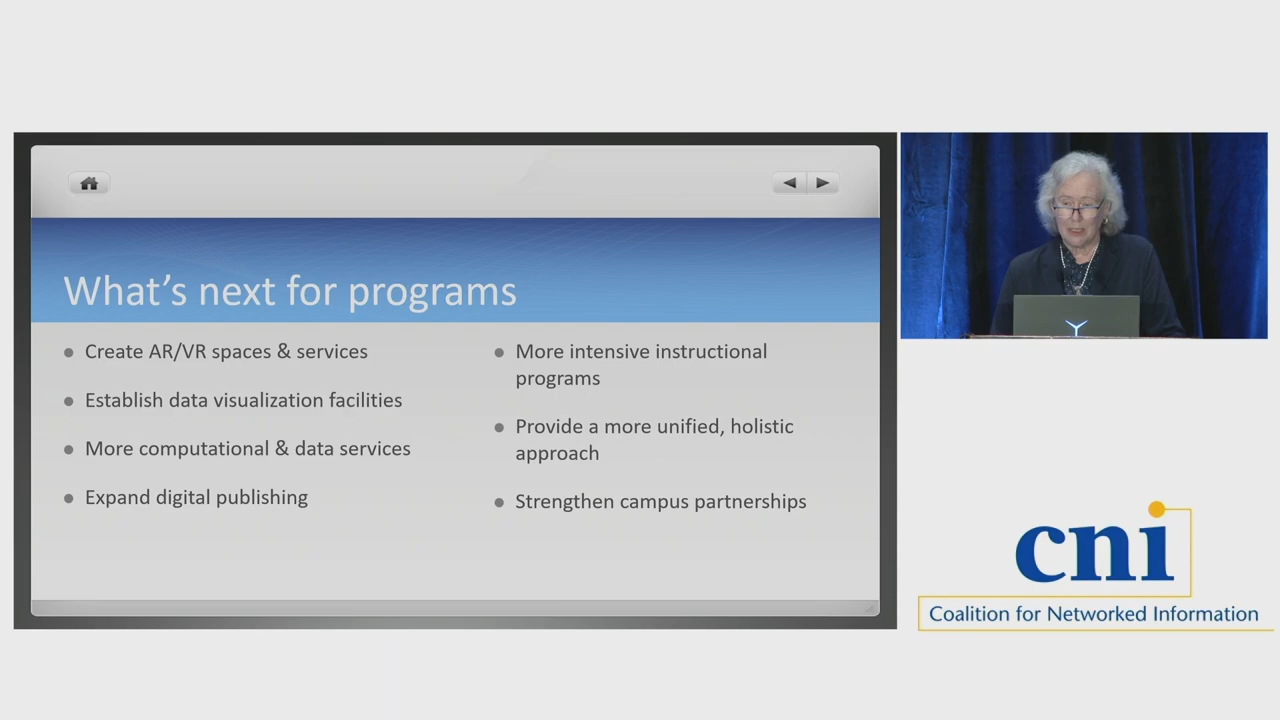 What's next for programs
Create AR/VR spaces & services
Establish data visualization facilities
More computational & data services
Expand digital publishing
More intensive instructional
programs
Provide a more unified, holistic
approach
Strengthen campus partnerships
cni
Coalition for Networked Information